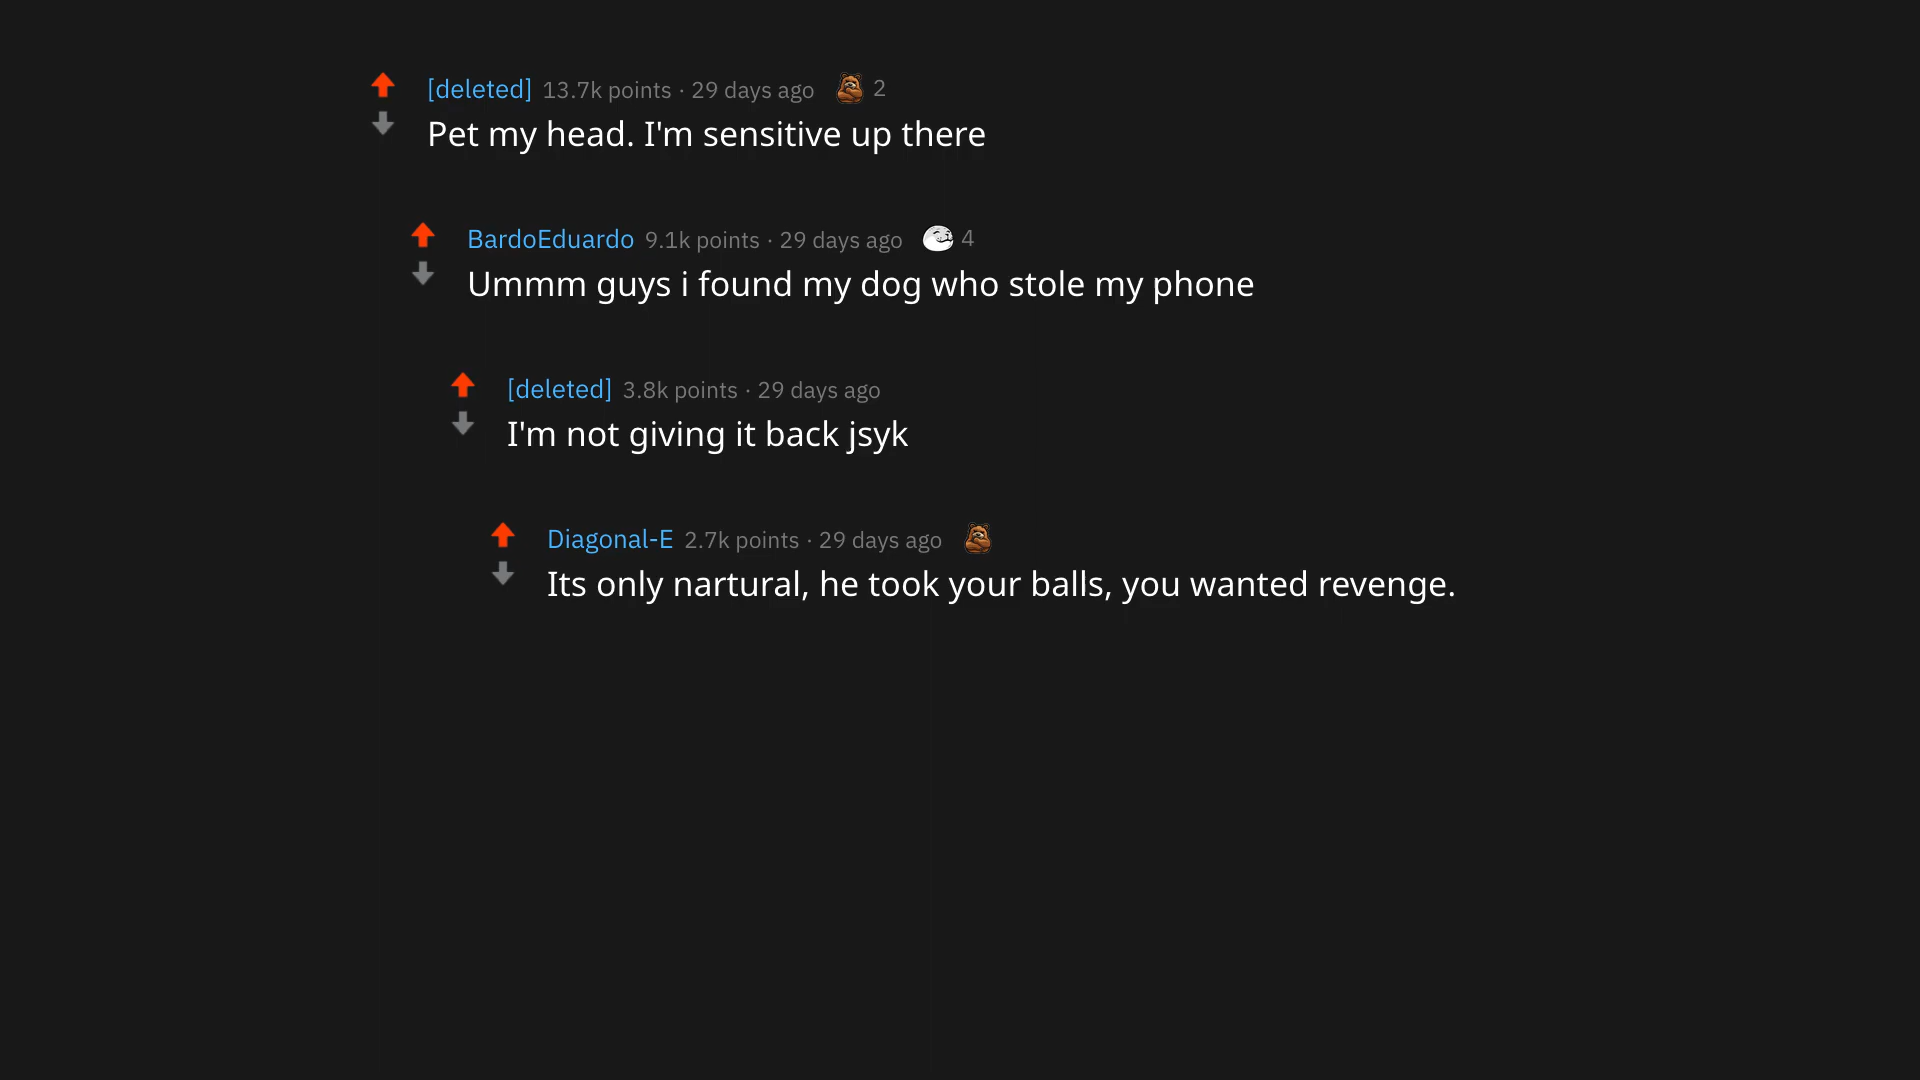 [deleted] 13.7k points · 29 days ago 2
Pet my head. I'm sensitive up there
BardoEduardo 9.1k points · 29 days ago 4
Ummm guys i found my dog who stole my phone
[deleted] 3.8k points · 29 days ago
I'm not giving it back jsyk
Diagonal-E 2.7k points · 29 days ago
Its only nartural, he took your balls, you wanted revenge.